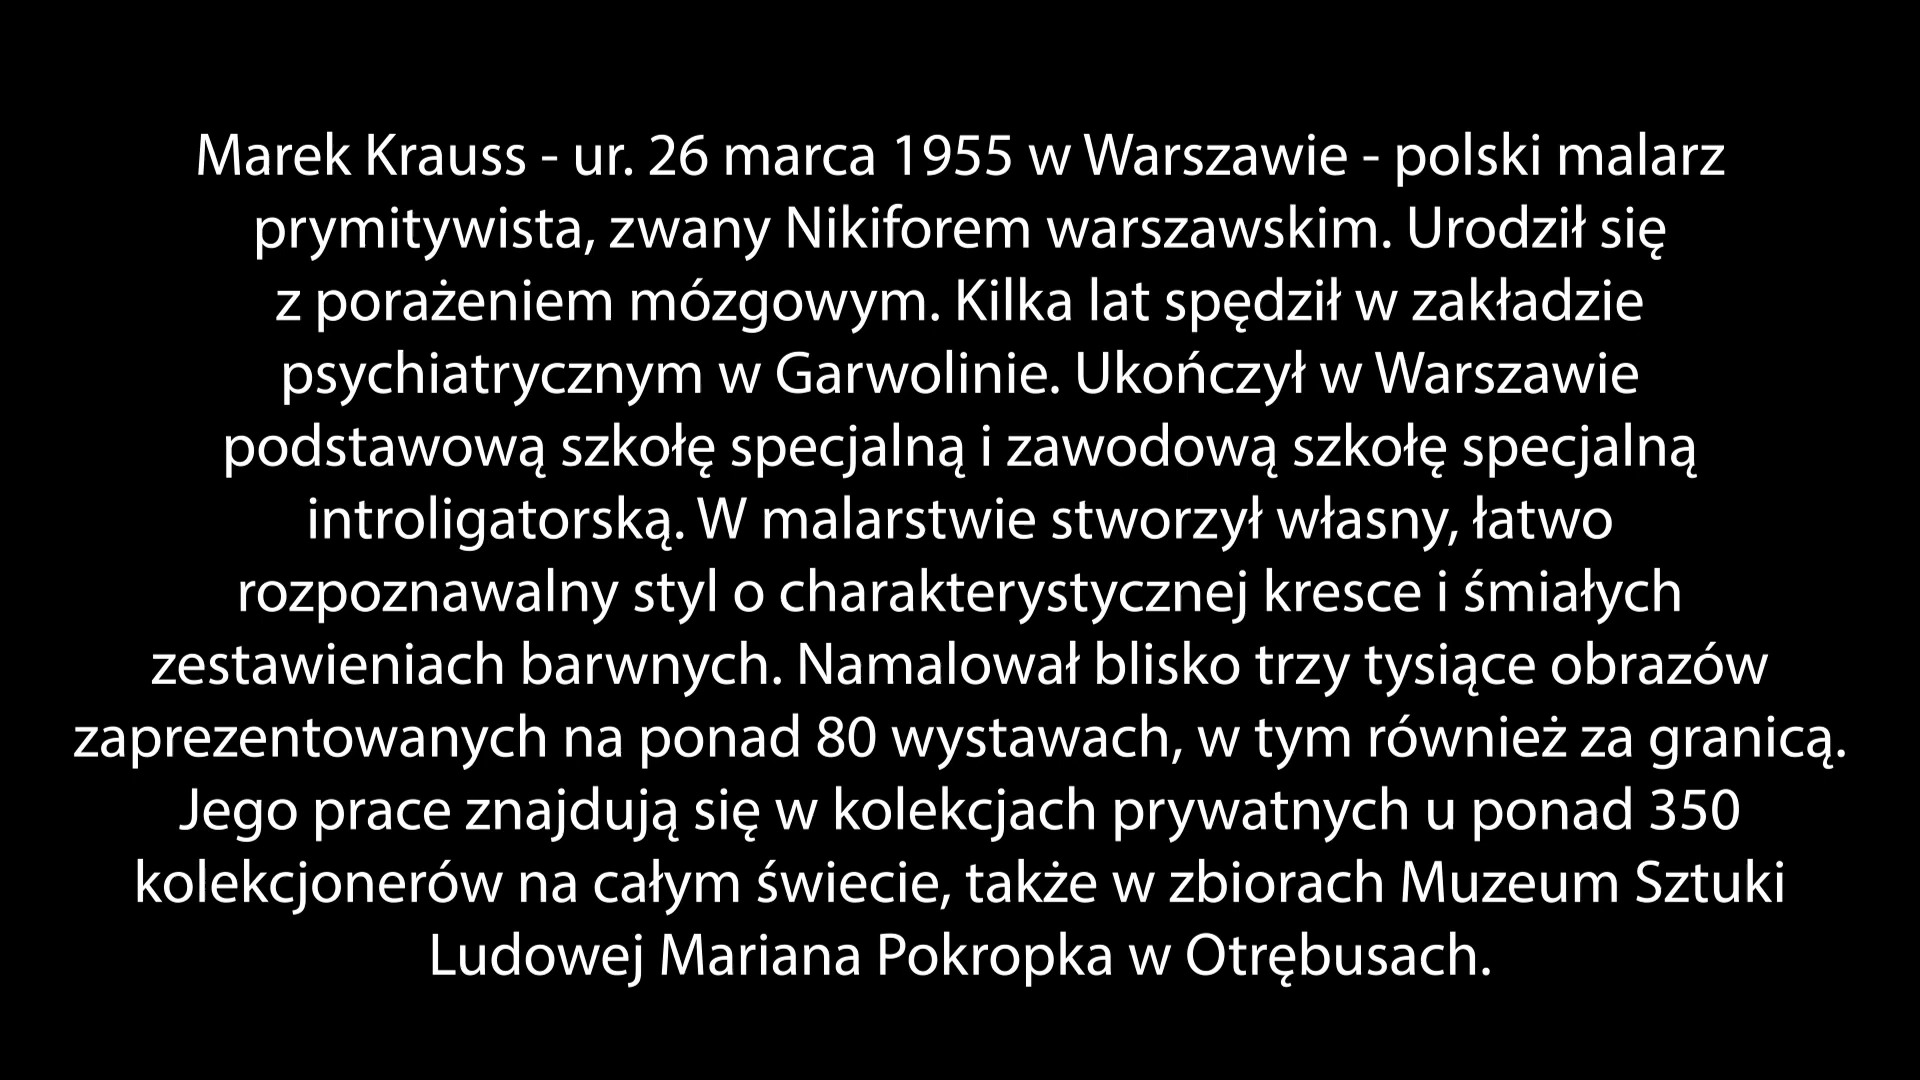 Marek Krauss - ur. 26 marca 1955 w Warszawie - polski malarz
prymitywista, zwany Nikiforem warszawskim. Urodził się
z porażeniem mózgowym. Kilka lat spędził w zakładzie
psychiatrycznym w Garwolinie. Ukończył w Warszawie
podstawową szkołę specjalną i zawodową szkołę specjalną
introligatorską. W malarstwie stworzył własny, łatwo
rozpoznawalny styl o charakterystycznej kresce i śmiałych
zestawieniach barwnych. Namalował blisko trzy tysiące obrazów
zaprezentowanych na ponad 80 wystawach, w tym również za granicą.
Jego prace znajdują się w kolekcjach prywatnych u ponad 350
kolekcjonerów na całym świecie, także w zbiorach Muzeum Sztuki
Ludowej Mariana Pokropka w Otrębusach.